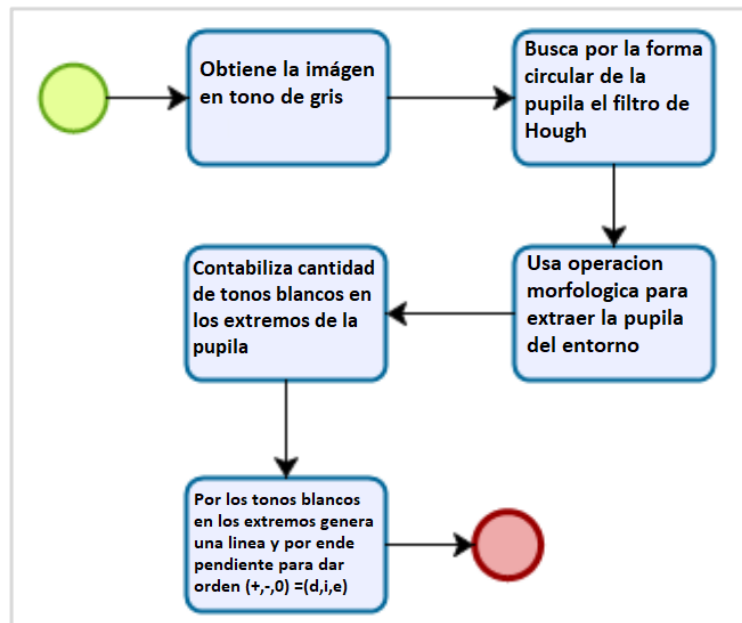 Obtiene la imágen
en tono de gris
Busca por la forma
circular de la
pupila el filtro de
Hough
Usa operacion
morfologica para
extraer la pupila
del entorno
Contabiliza cantidad
de tonos blancos en
los extremos de la
pupila
Por los tonos blancos
en los extremos genera
una linea y por ende
pendiente para dar
orden (+,-,0) =(d,i,e)